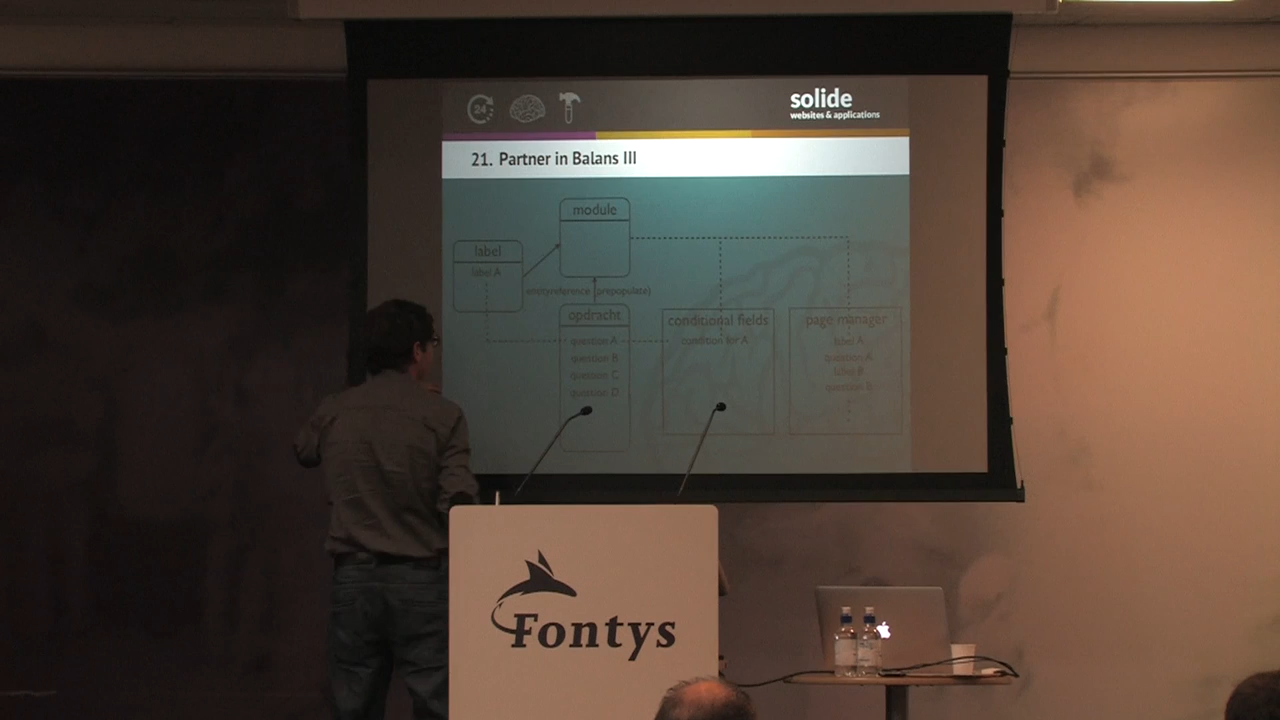 24
solide
websites & applications
21. Partner in Balans III
module
label
label A
entityreference (prepopulate)
opdracht
question A
question B
question C
question D
conditional fields
condition for A
page manager
label A
question A
label B
question B
Fontys